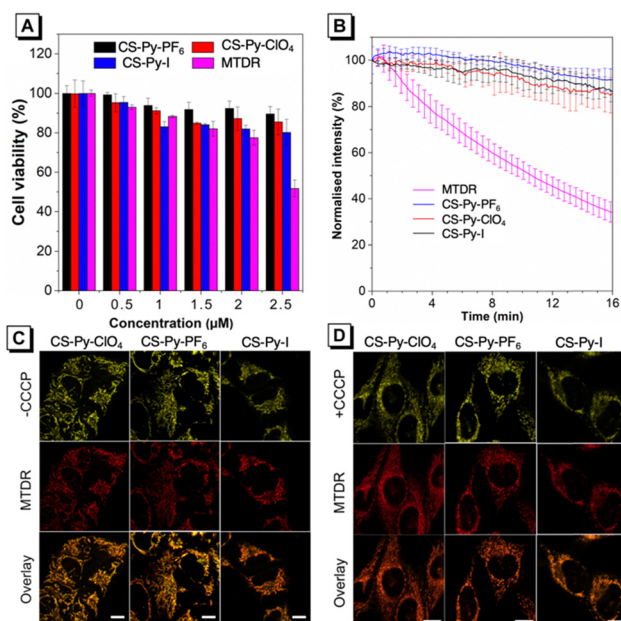 A
CS-Py-PF6 CS-Py-ClO4
CS-Py-I MTDR
120
100
80
60
40
20
0
Cell viability (%)
0 0.5 1 1.5 2 2.5
Concentration (µM)
B
100
80
60
40
20
0
Normalised intensity (%)
MTDR
CS-Py-PF6
CS-Py-ClO4
CS-Py-I
0 4 8 12 16
Time (min)
C
CS-Py-ClO4 CS-Py-PF6 CS-Py-I
-CCCP
MTDR
Overlay
D
CS-Py-ClO4 CS-Py-PF6 CS-Py-I
+CCCP
MTDR
Overlay